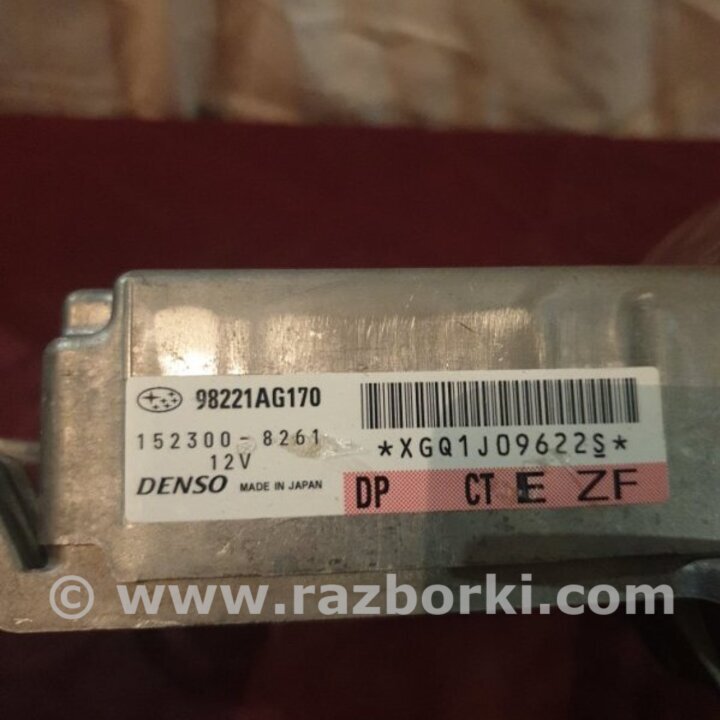 98221AG170
152300-8261
12V
DENSO MADE IN JAPAN
*XGQ1J09622S*
DP CT E ZF
© www.razborki.com